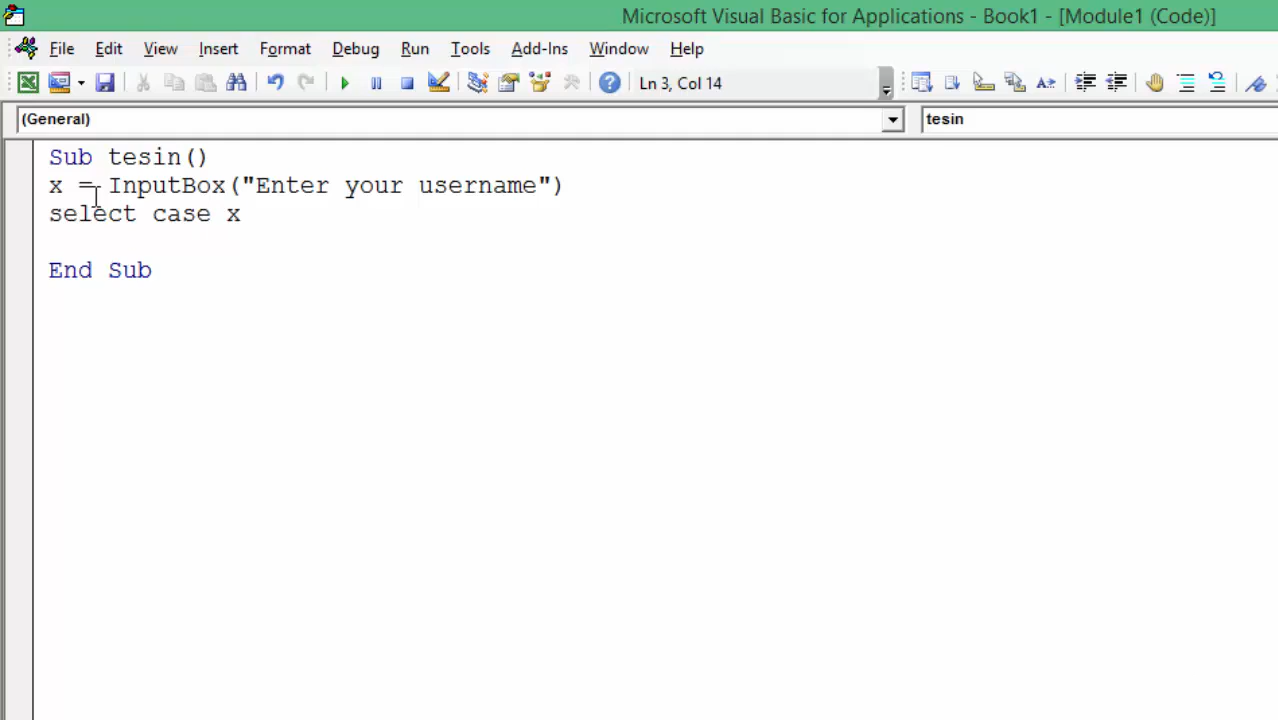 Microsoft Visual Basic for Applications - Book1 - [Module1 (Code)]
File Edit View Insert Format Debug Run Tools Add-Ins Window Help
Ln 3, Col 14
(General) tesin
Sub tesin()
x = InputBox("Enter your username")
select case x
End Sub